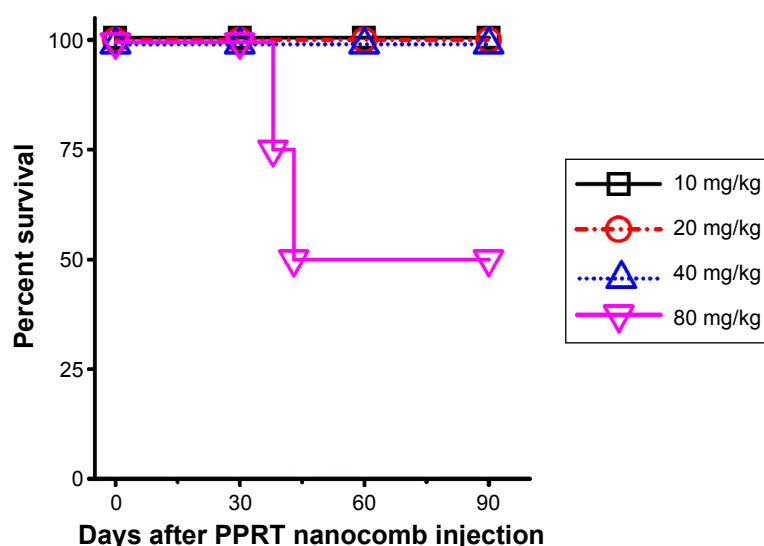 100
75
50
25
0
Percent survival
0 30 60 90
Days after PPRT nanocomb injection
10 mg/kg
20 mg/kg
40 mg/kg
80 mg/kg